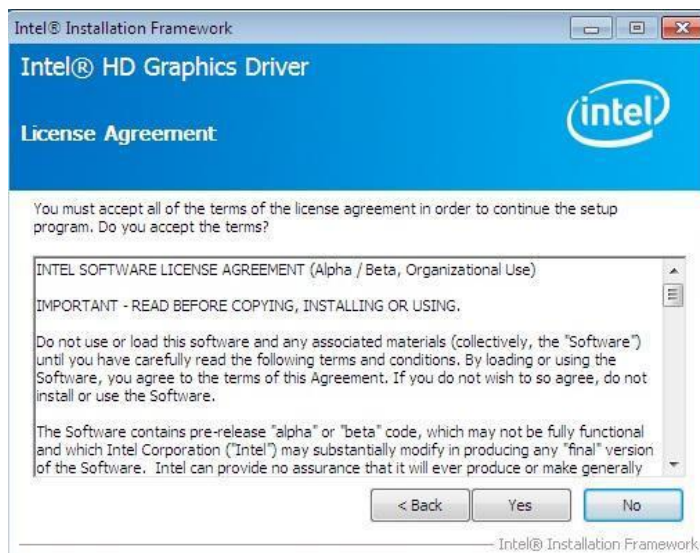 Intel® Installation Framework
Intel® HD Graphics Driver
License Agreement
intel
You must accept all of the terms of the license agreement in order to continue the setup
program. Do you accept the terms?
INTEL SOFTWARE LICENSE AGREEMENT (Alpha / Beta, Organizational Use)
IMPORTANT - READ BEFORE COPYING, INSTALLING OR USING.
Do not use or load this software and any associated materials (collectively, the "Software")
until you have carefully read the following terms and conditions. By loading or using the
Software, you agree to the terms of this Agreement. If you do not wish to so agree, do not
install or use the Software.
The Software contains pre-release "alpha" or "beta" code, which may not be fully functional
and which Intel Corporation ("Intel") may substantially modify in producing any "final" version
of the Software. Intel can provide no assurance that it will ever produce or make generally
< Back Yes No
Intel® Installation Framework